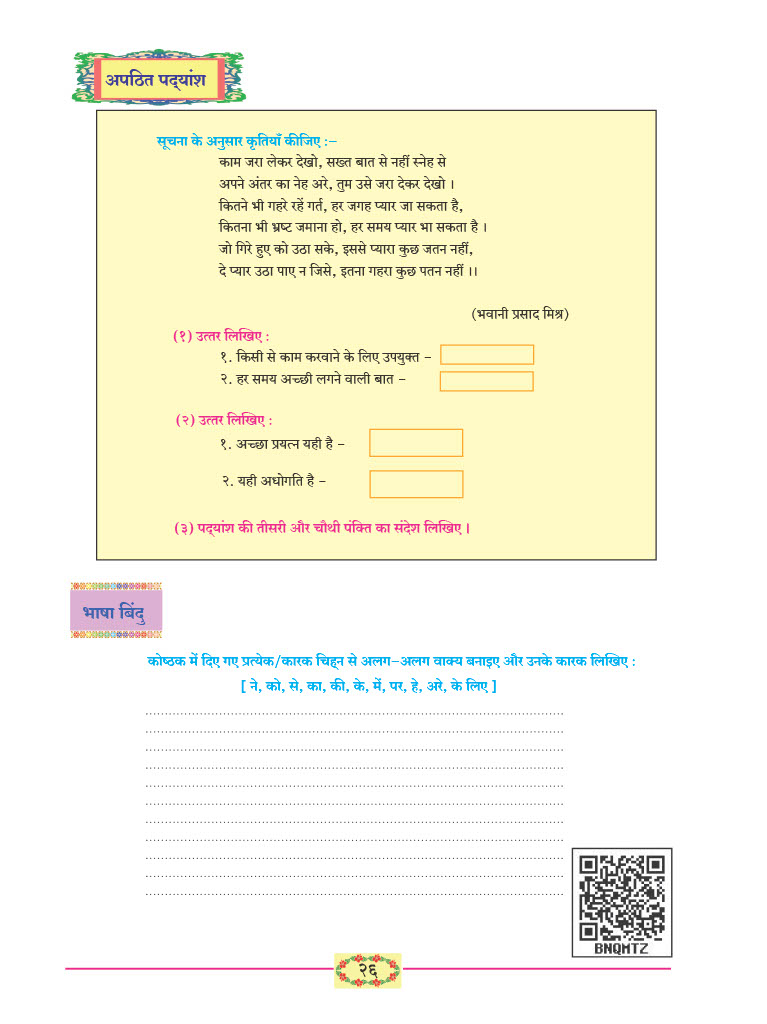 अपठित पद्यांश
सूचना के अनुसार कृतियाँ कीजिए :–
काम जरा लेकर देखो, सख्त बात से नहीं स्नेह से
अपने अंतर का नेह अरे, तुम उसे जरा देकर देखो ।
कितने भी गहरे रहें गर्त, हर जगह प्यार जा सकता है,
कितना भी भ्रष्ट जमाना हो, हर समय प्यार भा सकता है ।
जो गिरे हुए को उठा सके, इससे प्यारा कुछ जतन नहीं,
दे प्यार उठा पाए न जिसे, इतना गहरा कुछ पतन नहीं ।।
(भवानी प्रसाद मिश्र)
(१) उत्तर लिखिए :
१. किसी से काम करवाने के लिए उपयुक्त –
२. हर समय अच्छी लगने वाली बात –
(२) उत्तर लिखिए :
१. अच्छा प्रयत्न यही है –
२. यही अधोगति है –
(३) पद्यांश की तीसरी और चौथी पंक्ति का संदेश लिखिए ।
भाषा बिंदु
कोष्ठक में दिए गए प्रत्येक/कारक चिह्न से अलग–अलग वाक्य बनाइए और उनके कारक लिखिए :
[ ने, को, से, का, की, के, में, पर, हे, अरे, के लिए ]
BNQMTZ
२६